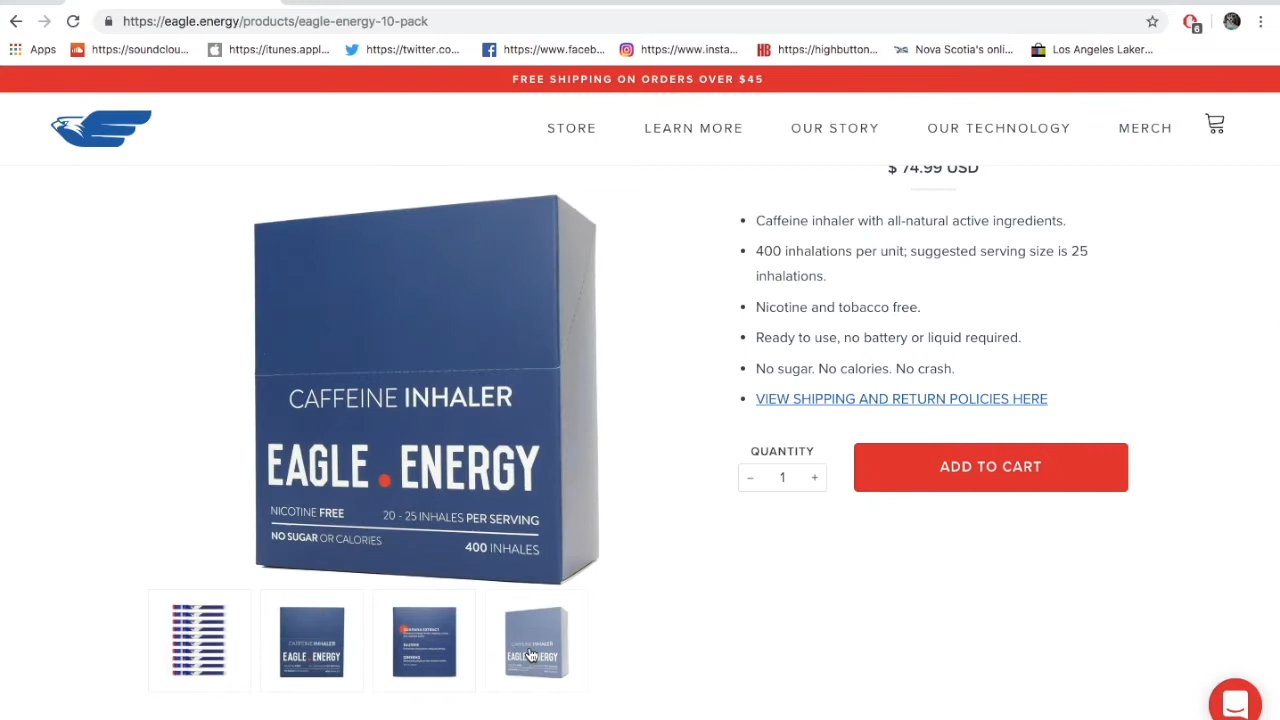 https://eagle.energy/products/eagle-energy-10-pack
6
Apps
https://soundclou...
https://itunes.appl...
https://twitter.co...
https://www.faceb...
https://www.insta...
HB
https://highbutton...
Nova Scotia's onli...
Los Angeles Laker...
FREE SHIPPING ON ORDERS OVER $45
STORE
LEARN MORE
OUR STORY
OUR TECHNOLOGY
MERCH
$ 74.99 USD
• Caffeine inhaler with all-natural active ingredients.
• 400 inhalations per unit; suggested serving size is 25
inhalations.
• Nicotine and tobacco free.
• Ready to use, no battery or liquid required.
• No sugar. No calories. No crash.
• VIEW SHIPPING AND RETURN POLICIES HERE
QUANTITY
- 1 +
ADD TO CART
CAFFEINE INHALER
EAGLE.ENERGY
NICOTINE FREE
20 - 25 INHALES PER SERVING
NO SUGAR OR CALORIES
400 INHALES
CAFFEINE INHALER
EAGLE ENERGY
CAFFEINE INHALER
EAGLE ENERGY